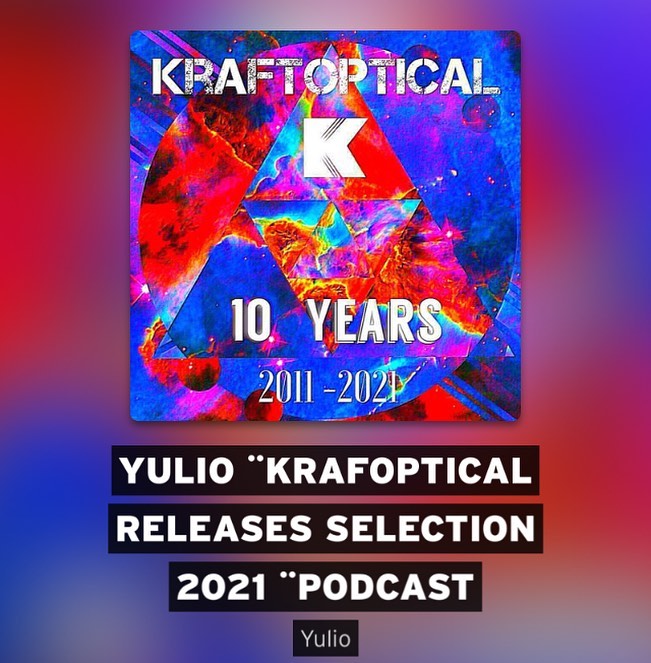 KRAFTOPTICAL
K
10 YEARS
2011-2021
YULIO ¨KRAFOPTICAL
RELEASES SELECTION
2021 ¨PODCAST
Yulio